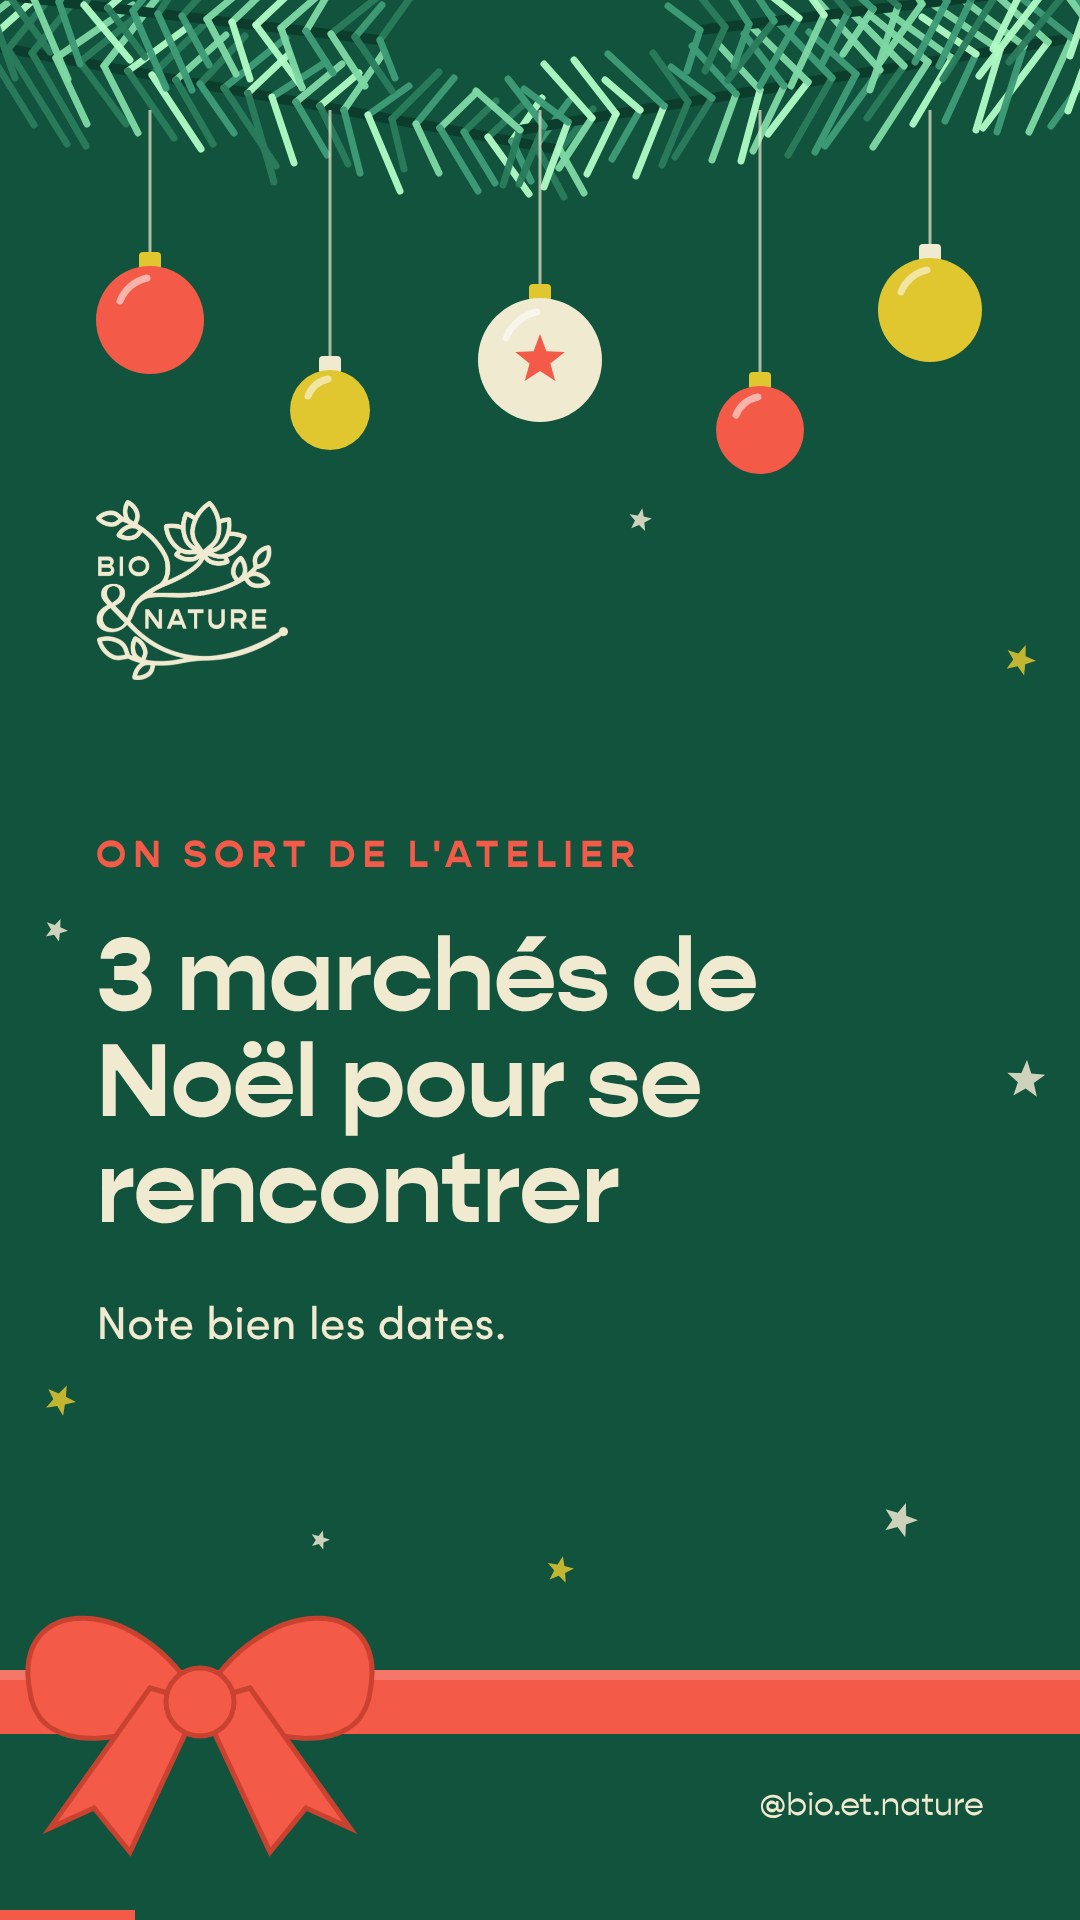 BIO
& NATURE
ON SORT DE L'ATELIER
3 marchés de
Noël pour se
rencontrer
Note bien les dates.
@bio.et.nature